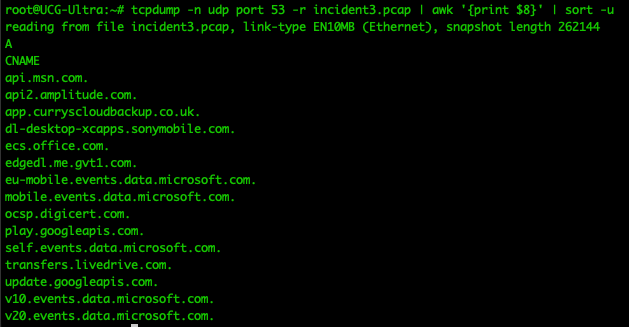 root@UCG-Ultra:~# tcpdump -n udp port 53 -r incident3.pcap | awk '{print $8}' | sort -u
reading from file incident3.pcap, link-type EN10MB (Ethernet), snapshot length 262144
A
CNAME
api.msn.com.
api2.amplitude.com.
app.curryscloudbackup.co.uk.
dl-desktop-xcapps.sonymobile.com.
ecs.office.com.
edgedl.me.gvt1.com.
eu-mobile.events.data.microsoft.com.
mobile.events.data.microsoft.com.
ocsp.digicert.com.
play.googleapis.com.
self.events.data.microsoft.com.
transfers.livedrive.com.
update.googleapis.com.
v10.events.data.microsoft.com.
v20.events.data.microsoft.com.